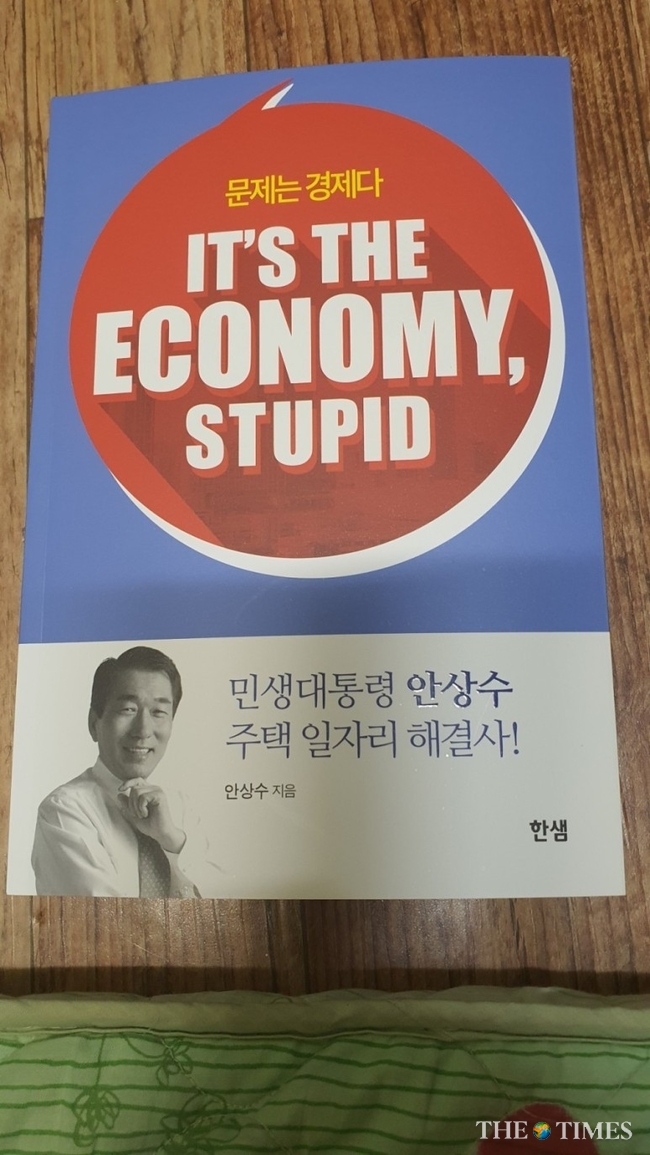 문제는 경제다
IT'S THE
ECONOMY,
STUPID
민생대통령 안상수
주택 일자리 해결사!
안상수 지음
한샘
THE TIMES